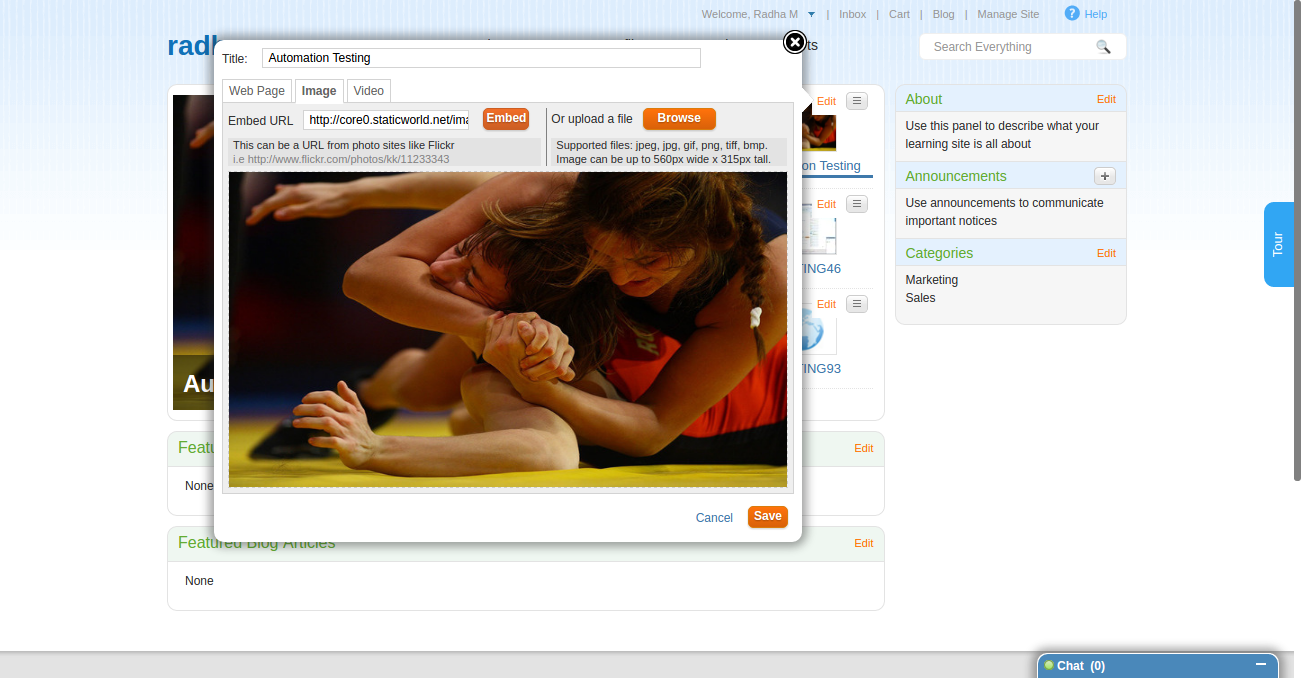 Welcome, Radha M | Inbox | Cart | Blog | Manage Site ? Help
Search Everything
Title: Automation Testing
Web Page Image Video
Embed URL http://core0.staticworld.net/ima Embed Or upload a file Browse
This can be a URL from photo sites like Flickr
i.e http://www.flickr.com/photos/kk/11233343
Supported files: jpeg, jpg, gif, png, tiff, bmp.
Image can be up to 560px wide x 315px tall.
Cancel Save
Edit
on Testing
Edit
TING46
Edit
TING93
Au
Featu
Edit
None
Featured Blog Articles
Edit
None
About Edit
Use this panel to describe what your
learning site is all about
Announcements +
Use announcements to communicate
important notices
Categories Edit
Marketing
Sales
Tour
Chat (0)